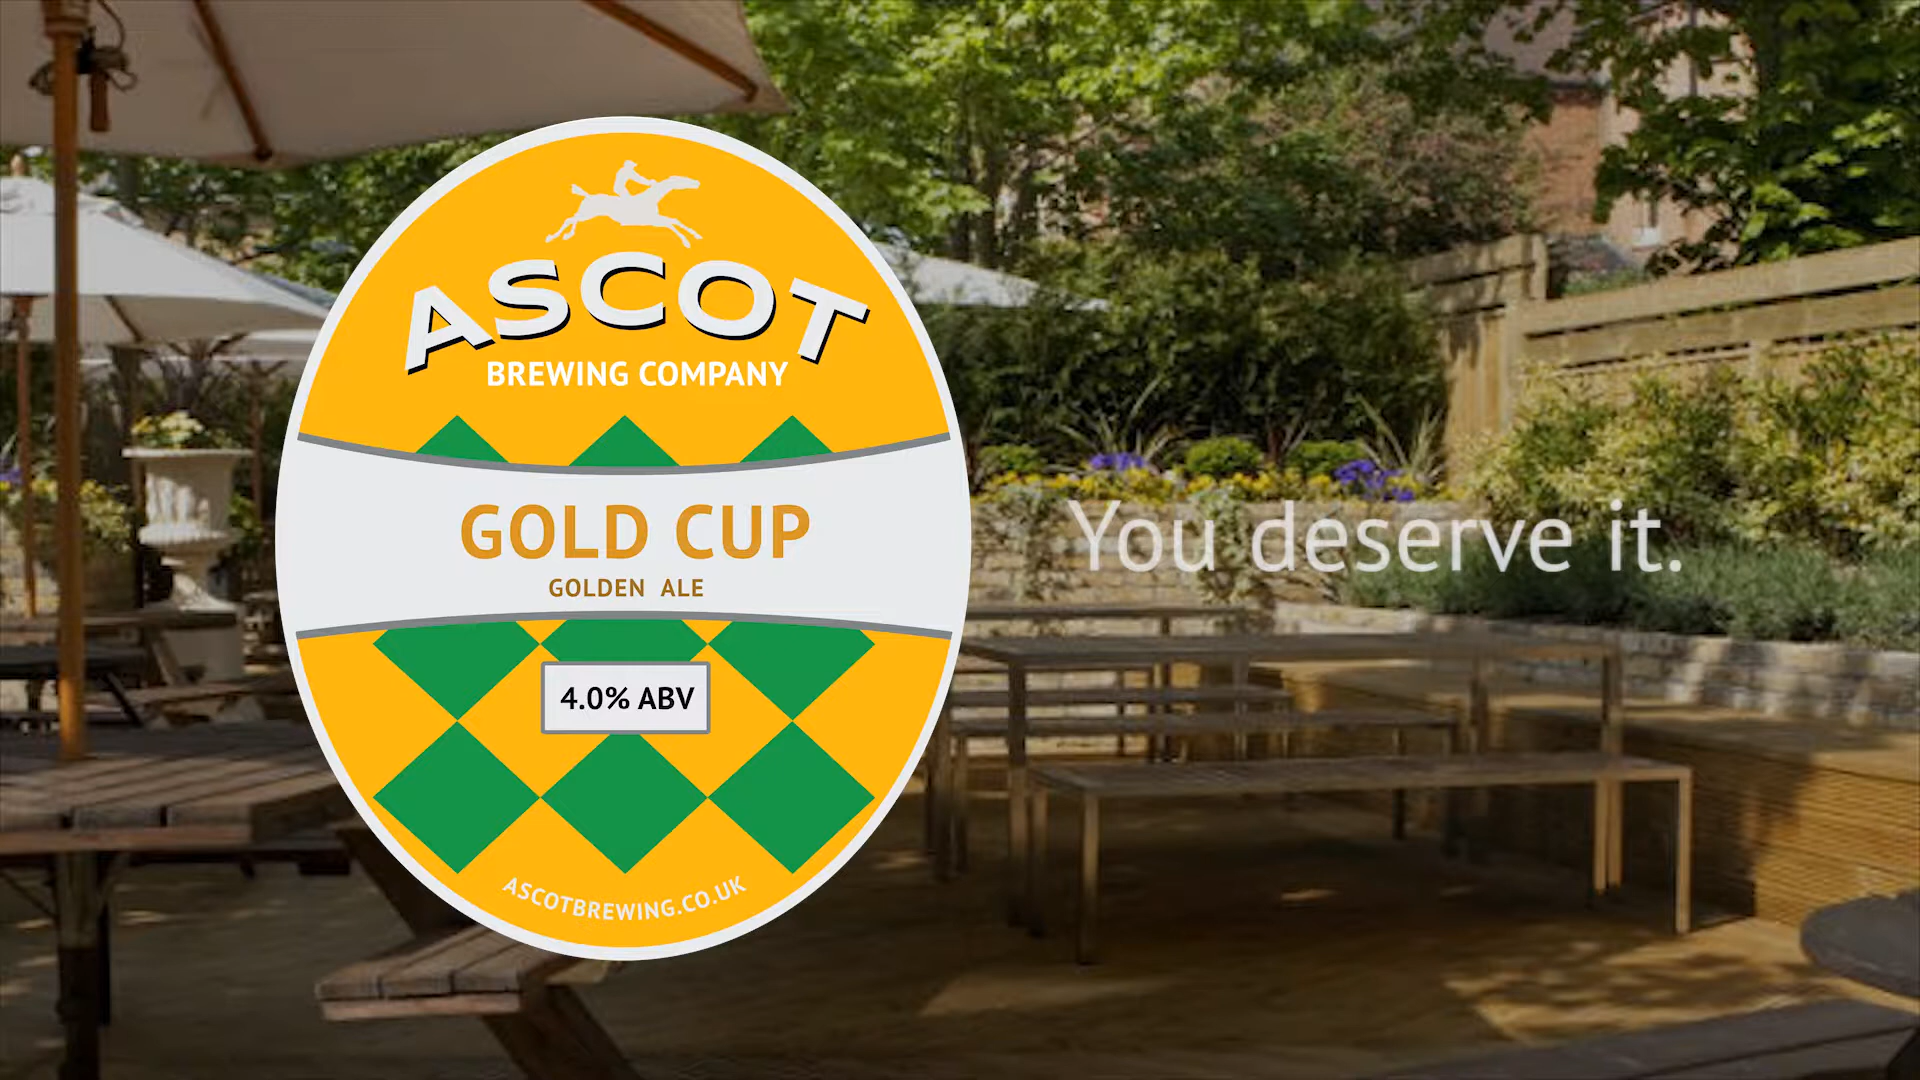 ASCOT
BREWING COMPANY
GOLD CUP
GOLDEN ALE
4.0% ABV
ASCOTBREWING.CO.UK
You deserve it.